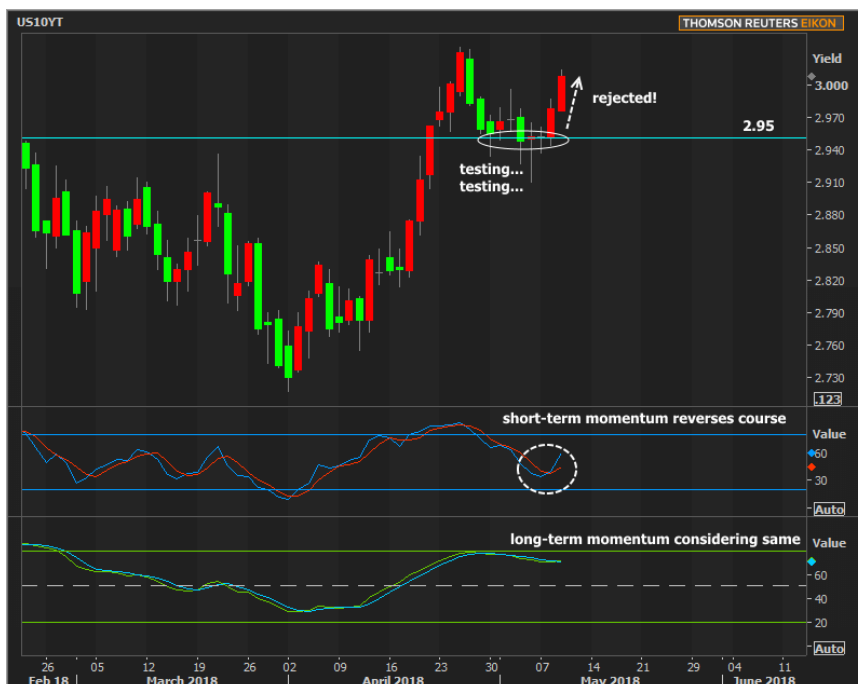 US10YT
THOMSON REUTERS EIKON
Yield
3.000
rejected!
2.970
2.95
2.940
testing...
testing...
2.910
2.880
2.850
2.820
2.790
2.760
2.730
.123
short-term momentum reverses course
Value
60
30
Auto
long-term momentum considering same
Value
60
40
20
Auto
26 05 12 19 26 02 09 16 23 30 07 14 21 29 04 11
Feb 18 March 2018 April 2018 May 2018 June 2018